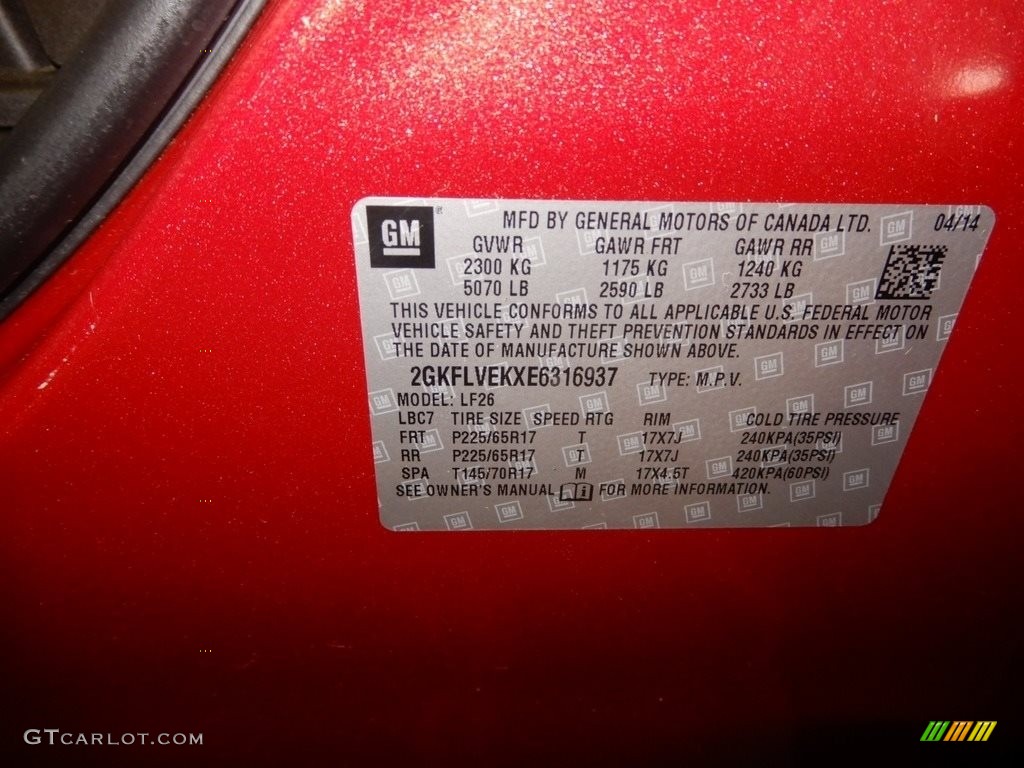 GM
MFD BY GENERAL MOTORS OF CANADA LTD. 04/14
GVWR GAWR FRT GAWR RR
2300 KG 1175 KG 1240 KG
5070 LB 2590 LB 2733 LB
THIS VEHICLE CONFORMS TO ALL APPLICABLE U.S. FEDERAL MOTOR
VEHICLE SAFETY AND THEFT PREVENTION STANDARDS IN EFFECT ON
THE DATE OF MANUFACTURE SHOWN ABOVE.
2GKFLVEKXE6316937 TYPE: M.P.V.
MODEL: LF26
LBC7 TIRE SIZE SPEED RTG RIM COLD TIRE PRESSURE
FRT P225/65R17 T 17X7J 240KPA(35PSI)
RR P225/65R17 T 17X7J 240KPA(35PSI)
SPA T145/70R17 M 17X4.5T 420KPA(60PSI)
SEE OWNER'S MANUAL FOR MORE INFORMATION.
GTCARLOT.COM